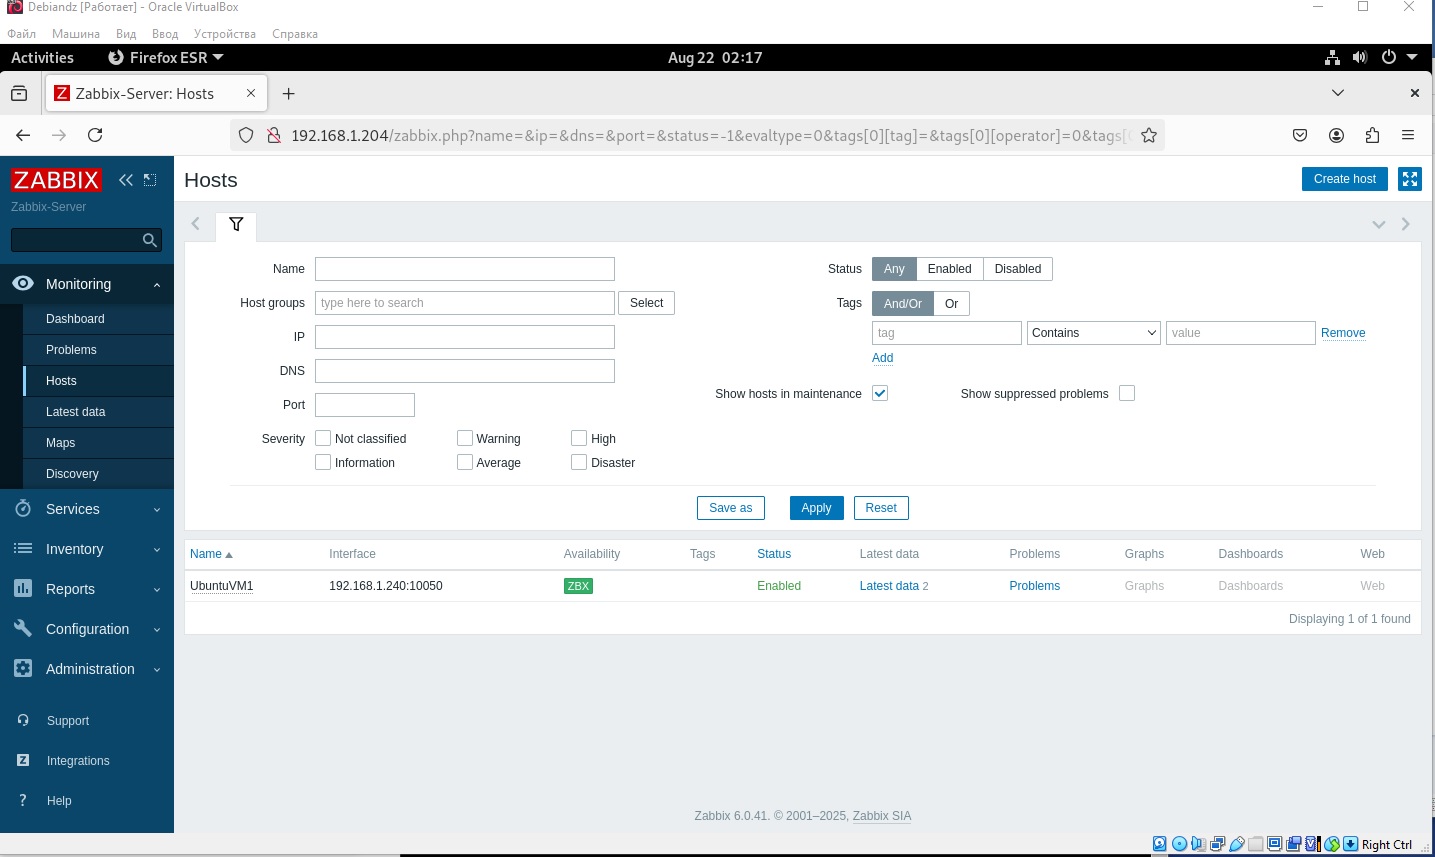 Debiandz [Работает] - Oracle VirtualBox
Файл Машина Вид Ввод Устройства Справка
Activities Firefox ESR Aug 22 02:17
Zabbix-Server: Hosts
192.168.1.204/zabbix.php?name=&ip=&dns=&port=&status=-1&evaltype=0&tags[0][tag]=&tags[0][operator]=0&tags[
ZABBIX
Zabbix-Server
Monitoring
Dashboard
Problems
Hosts
Latest data
Maps
Discovery
Services
Inventory
Reports
Configuration
Administration
Support
Integrations
Help
Hosts Create host
Name Status Any Enabled Disabled
Host groups type here to search Select Tags And/Or Or
tag Contains value Remove
IP
Add
DNS
Show hosts in maintenance Show suppressed problems
Port
Severity Not classified Warning High
Information Average Disaster
Save as Apply Reset
Name Interface Availability Tags Status Latest data Problems Graphs Dashboards Web
UbuntuVM1 192.168.1.240:10050 ZBX Enabled Latest data 2 Problems Graphs Dashboards Web
Displaying 1 of 1 found
Zabbix 6.0.41. © 2001–2025, Zabbix SIA
Right Ctrl